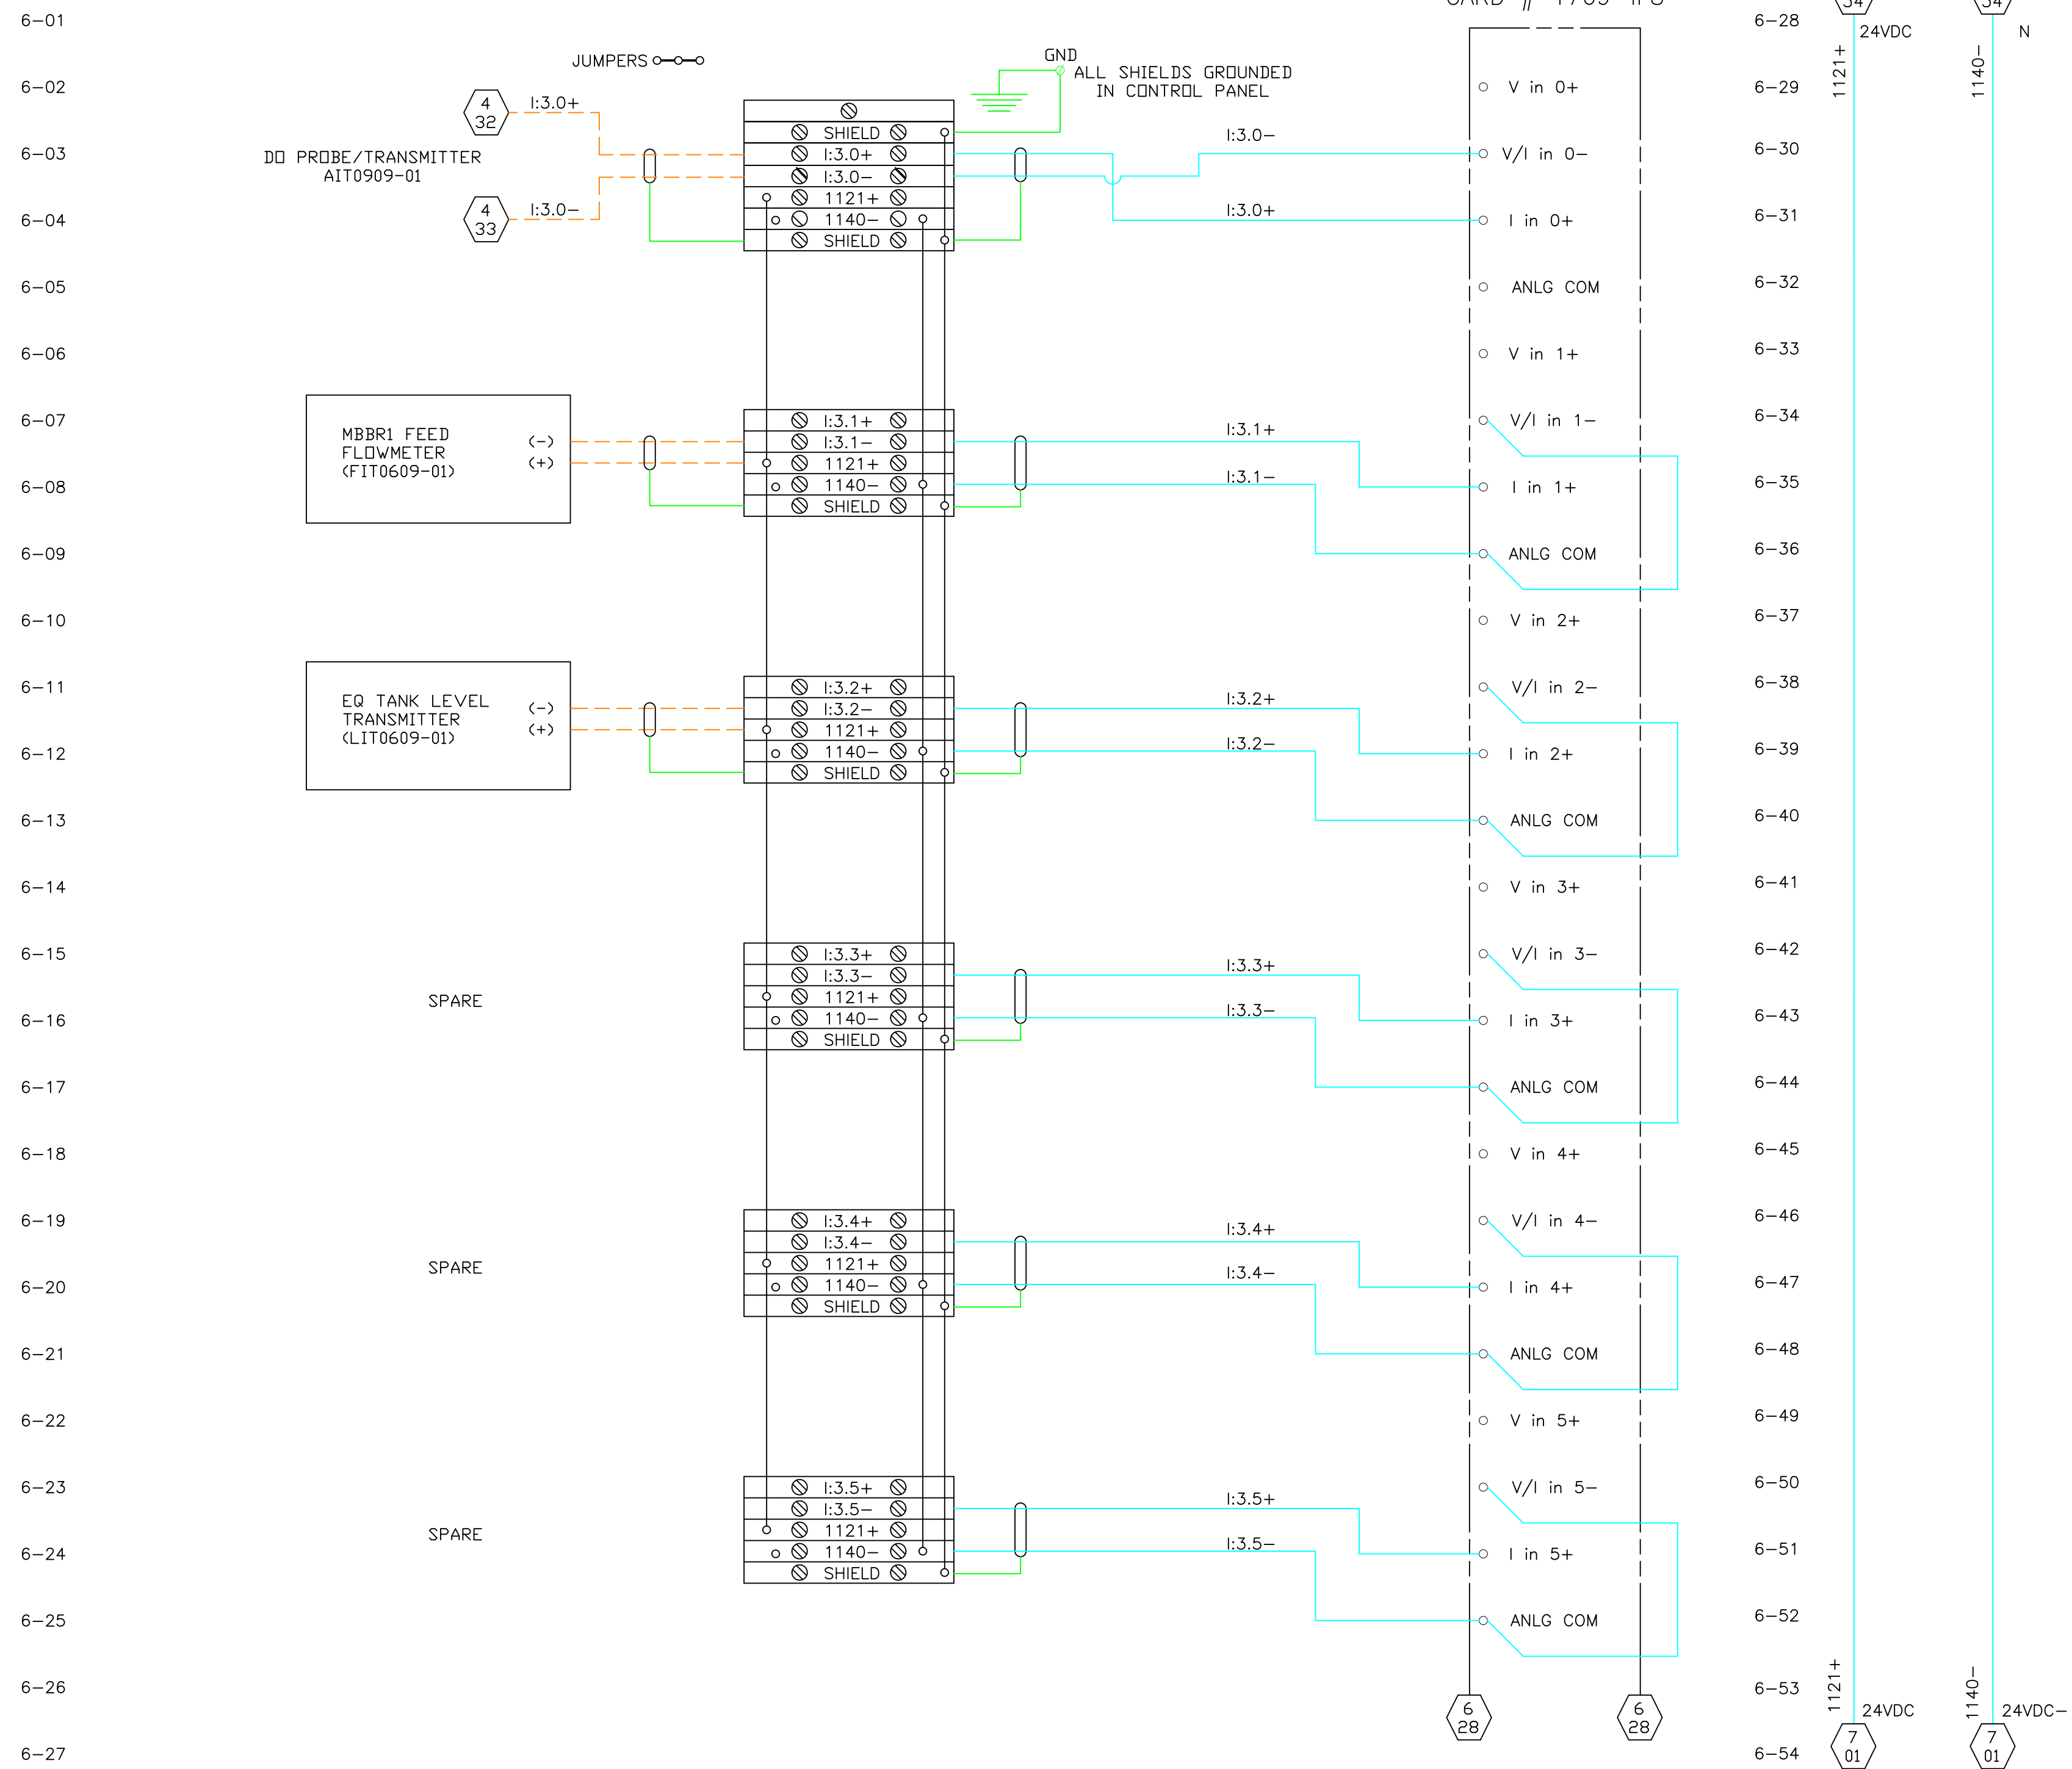 6-01
6-02
6-03
6-04
6-05
6-06
6-07
6-08
6-09
6-10
6-11
6-12
6-13
6-14
6-15
6-16
6-17
6-18
6-19
6-20
6-21
6-22
6-23
6-24
6-25
6-26
6-27
JUMPERS
4
32
I:3.0+
DO PROBE/TRANSMITTER
AIT0909-01
4
33
I:3.0-
MBBR1 FEED
FLOWMETER
(FIT0609-01)
(-)
(+)
EQ TANK LEVEL
TRANSMITTER
(LIT0609-01)
(-)
(+)
SPARE
SPARE
SPARE
GND
ALL SHIELDS GROUNDED
IN CONTROL PANEL
SHIELD
I:3.0+
I:3.0-
1121+
1140-
SHIELD
I:3.1+
I:3.1-
1121+
1140-
SHIELD
I:3.2+
I:3.2-
1121+
1140-
SHIELD
I:3.3+
I:3.3-
1121+
1140-
SHIELD
I:3.4+
I:3.4-
1121+
1140-
SHIELD
I:3.5+
I:3.5-
1121+
1140-
SHIELD
I:3.0-
I:3.0+
I:3.1+
I:3.1-
I:3.2+
I:3.2-
I:3.3+
I:3.3-
I:3.4+
I:3.4-
I:3.5+
I:3.5-
V in 0+
V/I in 0-
I in 0+
ANLG COM
V in 1+
V/I in 1-
I in 1+
ANLG COM
V in 2+
V/I in 2-
I in 2+
ANLG COM
V in 3+
V/I in 3-
I in 3+
ANLG COM
V in 4+
V/I in 4-
I in 4+
ANLG COM
V in 5+
V/I in 5-
I in 5+
ANLG COM
6
28
6
28
6-28
6-29
6-30
6-31
6-32
6-33
6-34
6-35
6-36
6-37
6-38
6-39
6-40
6-41
6-42
6-43
6-44
6-45
6-46
6-47
6-48
6-49
6-50
6-51
6-52
6-53
6-54
24VDC
N
1121+
1140-
1121+
1140-
24VDC
24VDC-
7
01
7
01